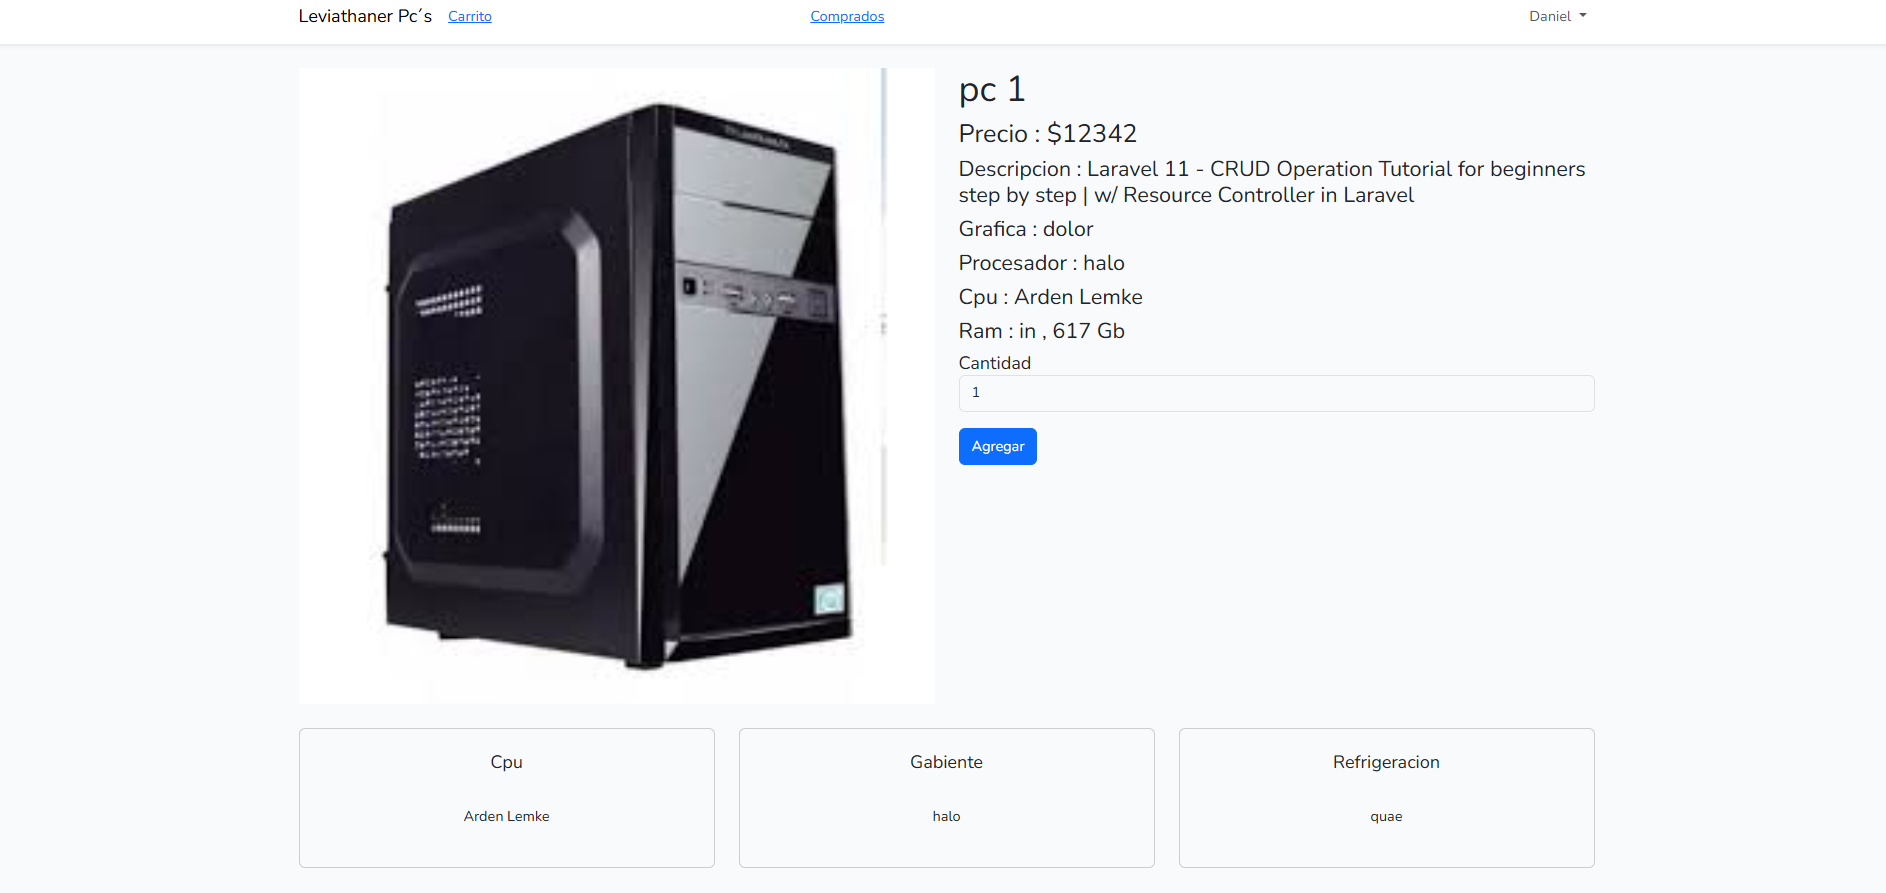 Leviathaner Pc´s Carrito Comprados Daniel
pc 1
Precio : $12342
Descripcion : Laravel 11 - CRUD Operation Tutorial for beginners
step by step | w/ Resource Controller in Laravel
Grafica : dolor
Procesador : halo
Cpu : Arden Lemke
Ram : in , 617 Gb
Cantidad
1
Agregar
Cpu
Arden Lemke
Gabiente
halo
Refrigeracion
quae